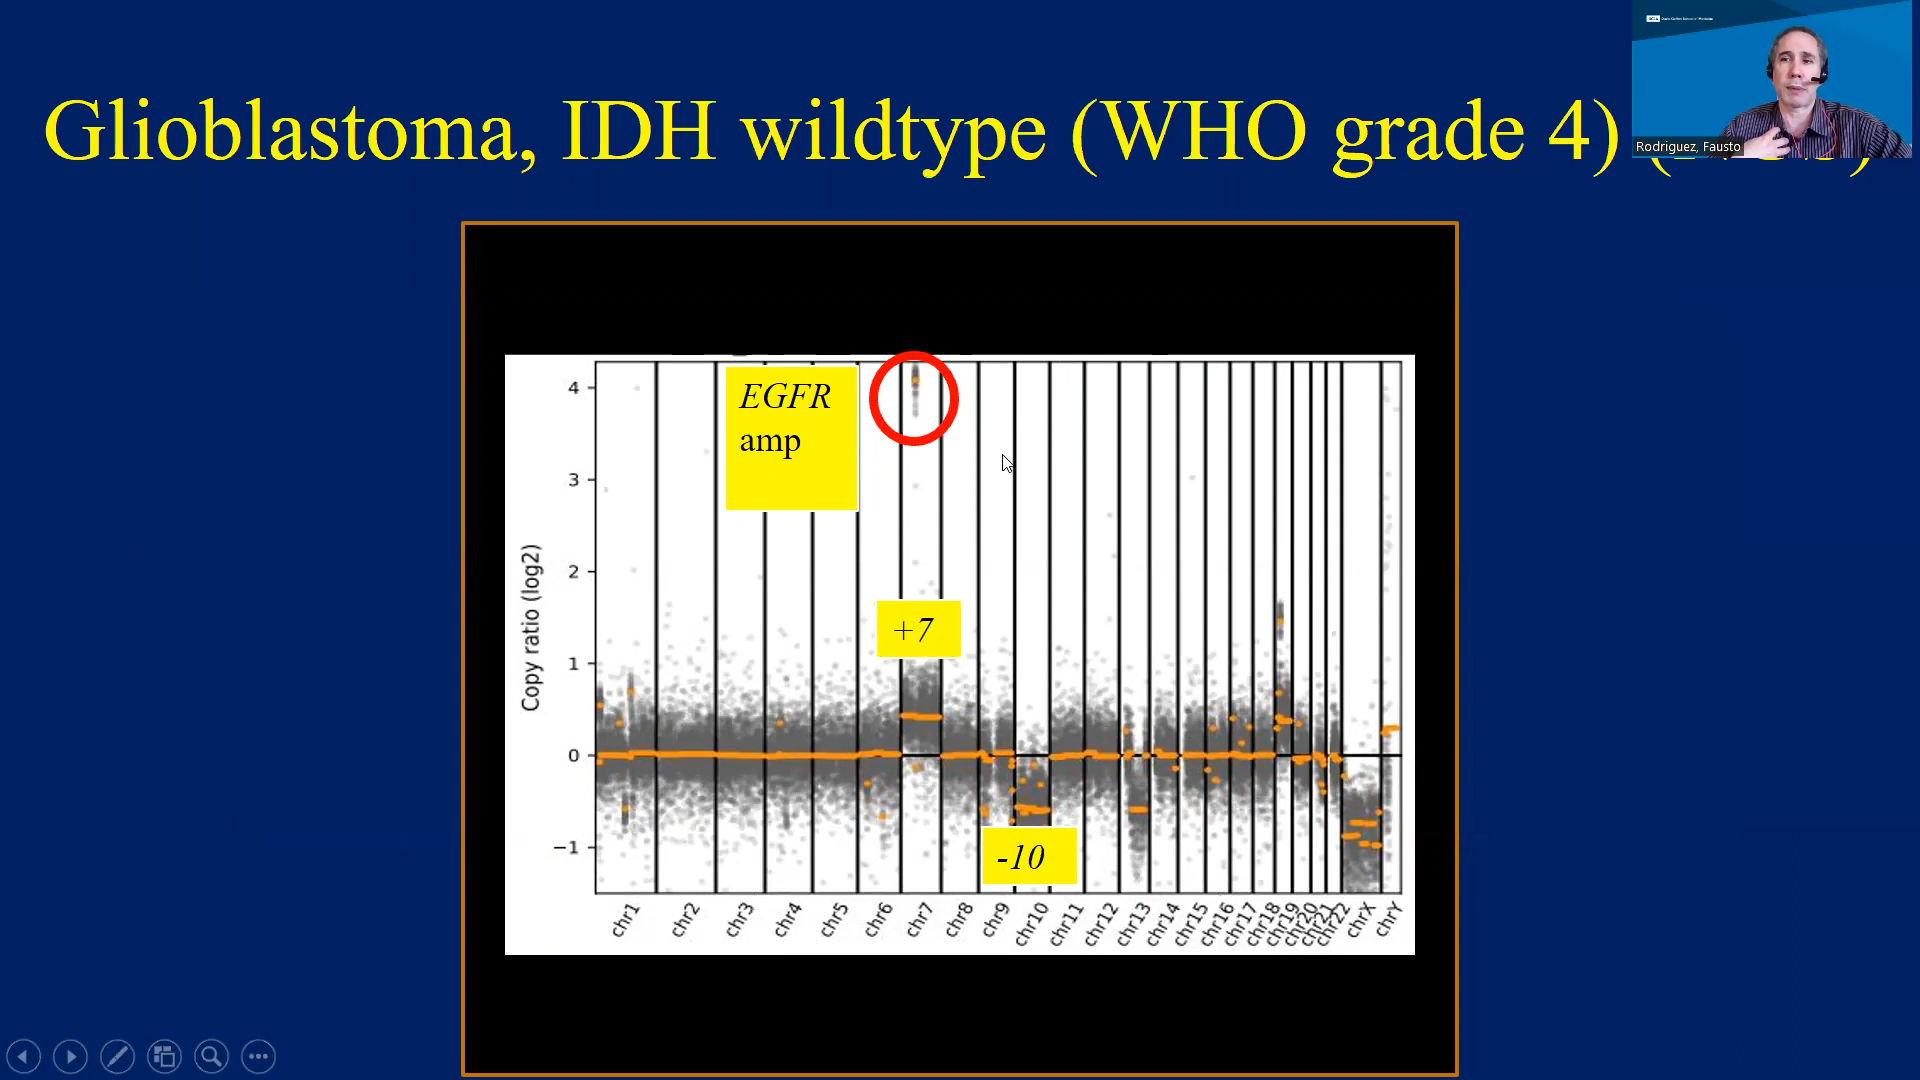 Glioblastoma, IDH wildtype (WHO grade 4)
Rodriguez, Fausto
EGFR
amp
+7
-10
Copy ratio (log2)
4
3
2
1
0
−1
chr1
chr2
chr3
chr4
chr5
chr6
chr7
chr8
chr9
chr10
chr11
chr12
chr13
chr14
chr15
chr16
chr17
chr18
chr19
chr20
chr21
chr22
chrX
chrY